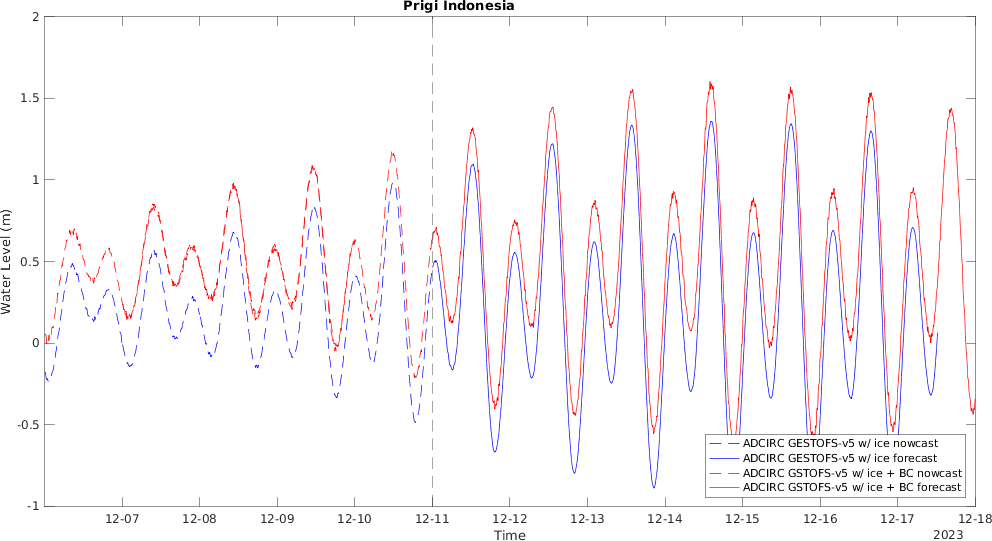 Prigi Indonesia
2
1.5
1
0.5
0
-0.5
-1
Water Level (m)
ADCIRC GESTOFS-v5 w/ ice nowcast
ADCIRC GESTOFS-v5 w/ ice forecast
ADCIRC GSTOFS-v5 w/ ice + BC nowcast
ADCIRC GSTOFS-v5 w/ ice + BC forecast
12-07 12-08 12-09 12-10 12-11 12-12 12-13 12-14 12-15 12-16 12-17 12-18
Time
2023